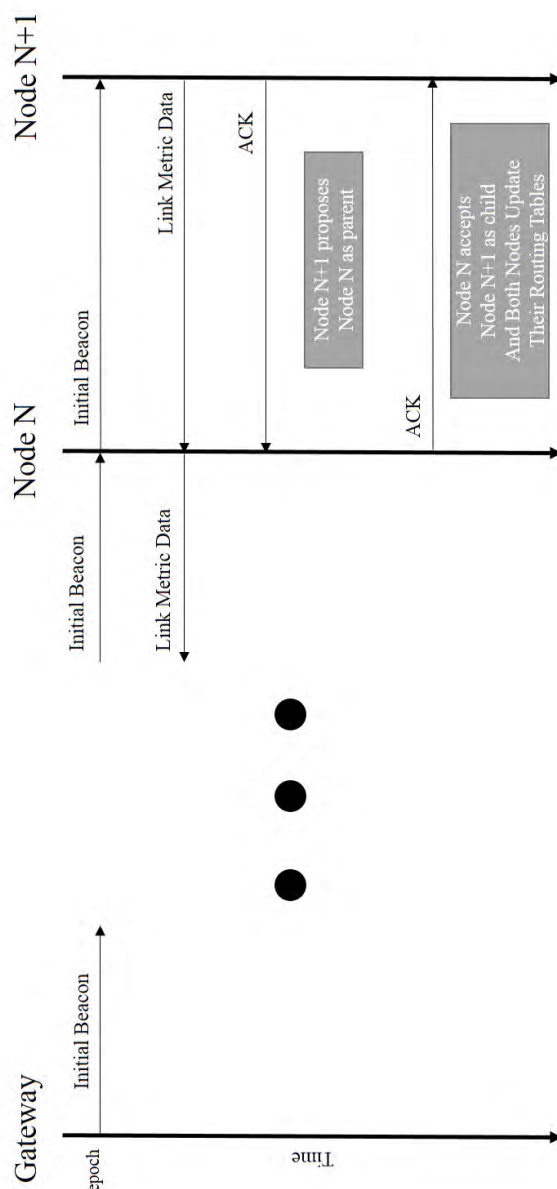 Gateway
Node N
Node N+1
epoch
Initial Beacon
Initial Beacon
Initial Beacon
Link Metric Data
Link Metric Data
ACK
Node N+1 proposes
Node N as parent
Time
ACK
Node N accepts
Node N+1 as child
And Both Nodes Update
Their Routing Tables